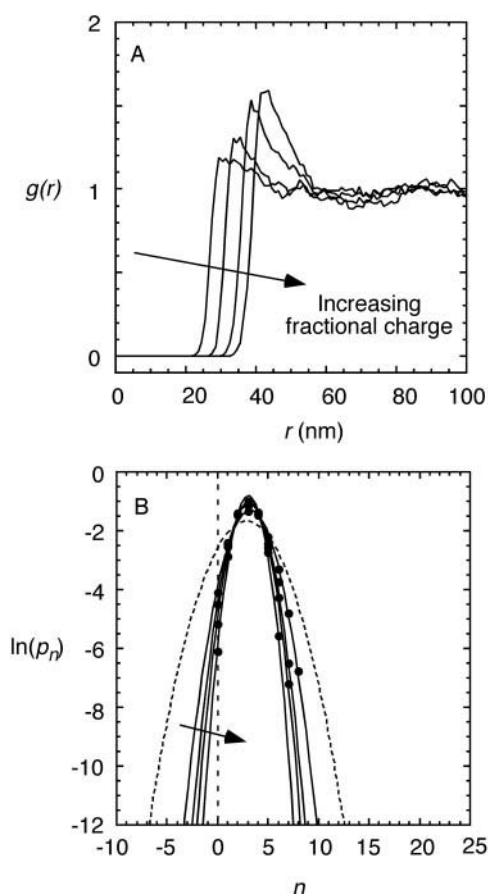 2
A
g(r)
1
Increasing
fractional charge
0
0 20 40 60 80 100
r (nm)
0
B
-2
-4
ln(pn)
-6
-8
-10
-12
-10 -5 0 5 10 15 20 25
n